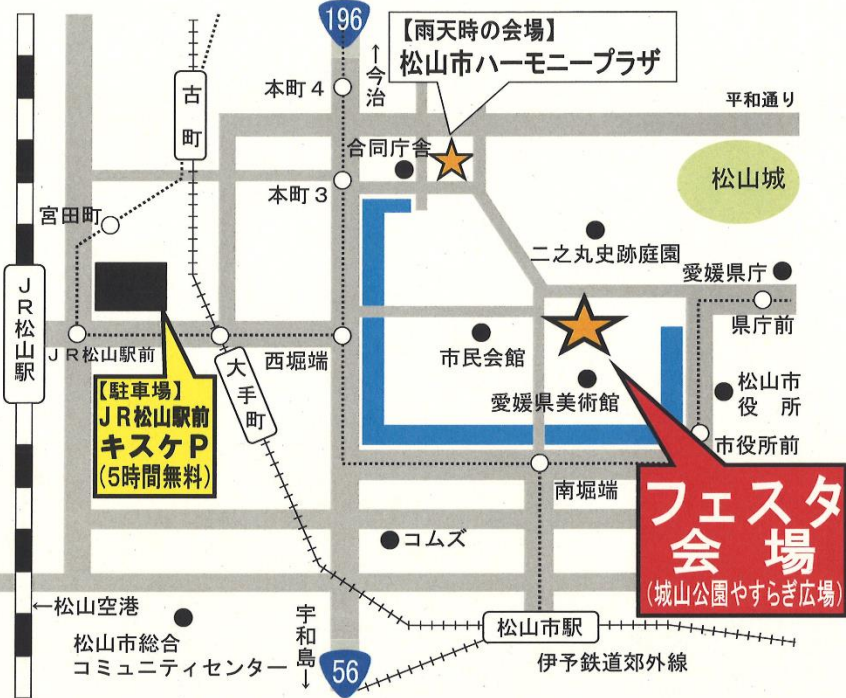 196
【雨天時の会場】
松山市ハーモニープラザ
↑今治
本町4
平和通り
古町
合同庁舎
松山城
本町3
宮田町
二之丸史跡庭園
愛媛県庁
県庁前
JR松山駅
JR松山駅前
西堀端
市民会館
大手町
愛媛県美術館
松山市
役所
【駐車場】
JR松山駅前
キスケP
(5時間無料)
市役所前
南堀端
フェスタ
会場
(城山公園やすらぎ広場)
コムズ
←松山空港
松山市総合
コミュニティセンター
宇和島→
56
松山市駅
伊予鉄道郊外線